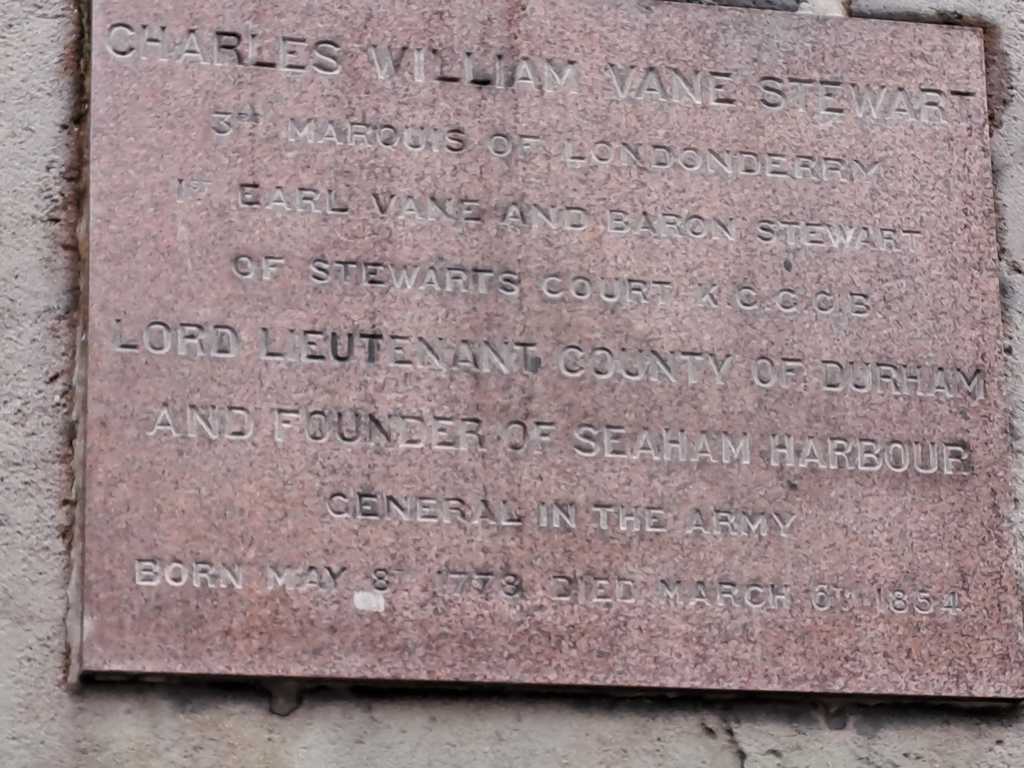 CHARLES WILLIAM VANE STEWART
3RD MARQUIS OF LONDONDERRY
1ST EARL VANE AND BARON STEWART
OF STEWARTS COURT K.C.C.C.B.
LORD LIEUTENANT COUNTY OF DURHAM
AND FOUNDER OF SEAHAM HARBOUR
GENERAL IN THE ARMY
BORN MAY 8TH 1778 DIED MARCH 6TH 1854